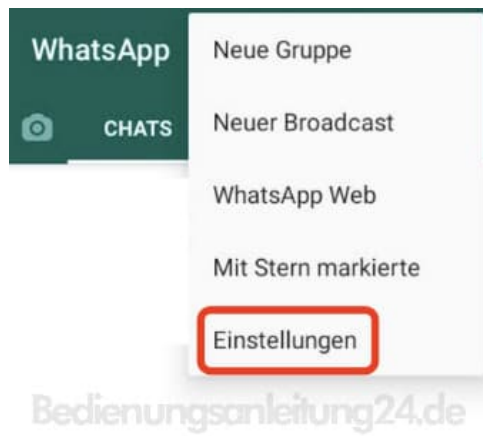 WhatsApp
Neue Gruppe
CHATS
Neuer Broadcast
WhatsApp Web
Mit Stern markierte
Einstellungen
Bedienungsanleitung24.de